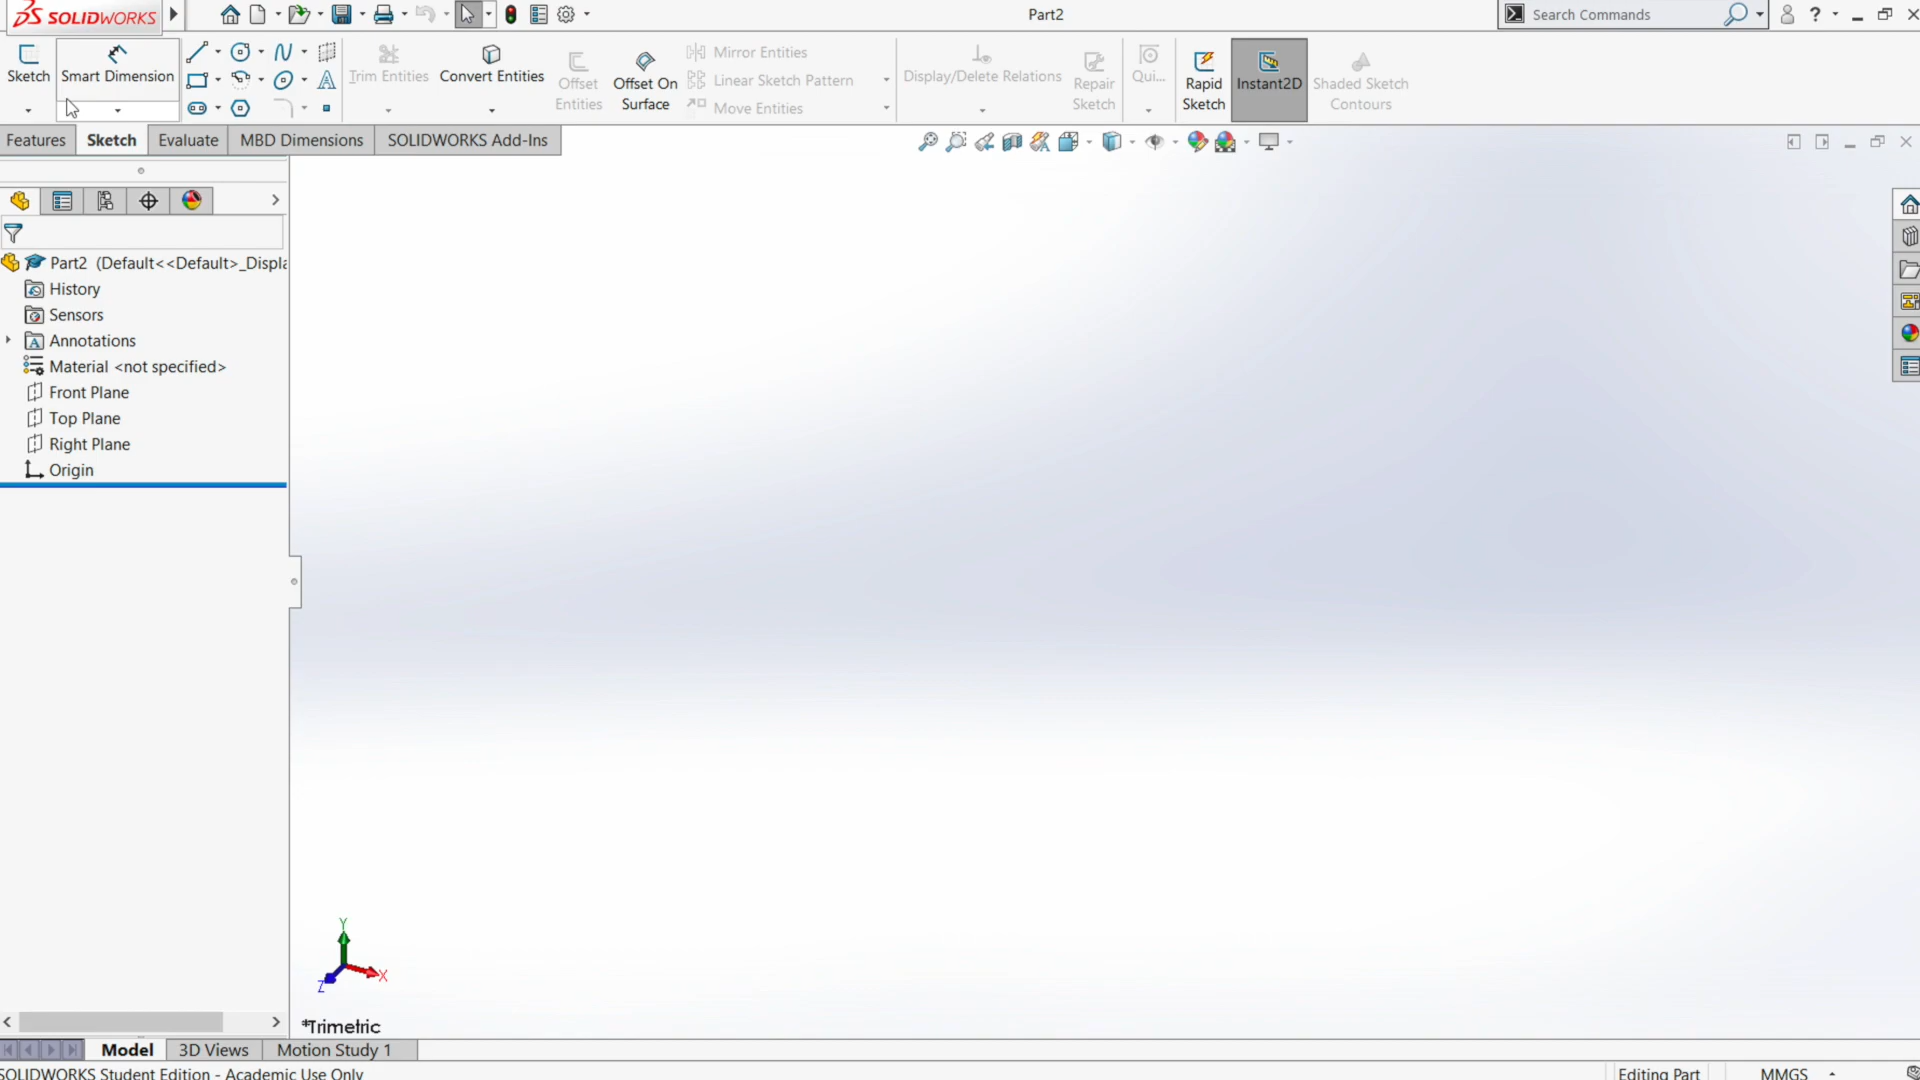 SOLIDWORKS
Part2
Search Commands
?
Sketch
Smart Dimension
Trim Entities
Convert Entities
Offset
Entities
Offset On
Surface
Mirror Entities
Linear Sketch Pattern
Move Entities
Display/Delete Relations
Repair
Sketch
Qui...
Rapid
Sketch
Instant2D
Shaded Sketch
Contours
Features
Sketch
Evaluate
MBD Dimensions
SOLIDWORKS Add-Ins
Part2 (Default<<Default>_Displa
History
Sensors
Annotations
Material <not specified>
Front Plane
Top Plane
Right Plane
Origin
Y
X
Z
*Trimetric
Model
3D Views
Motion Study 1
SOLIDWORKS Student Edition - Academic Use Only
Editing Part
MMGS